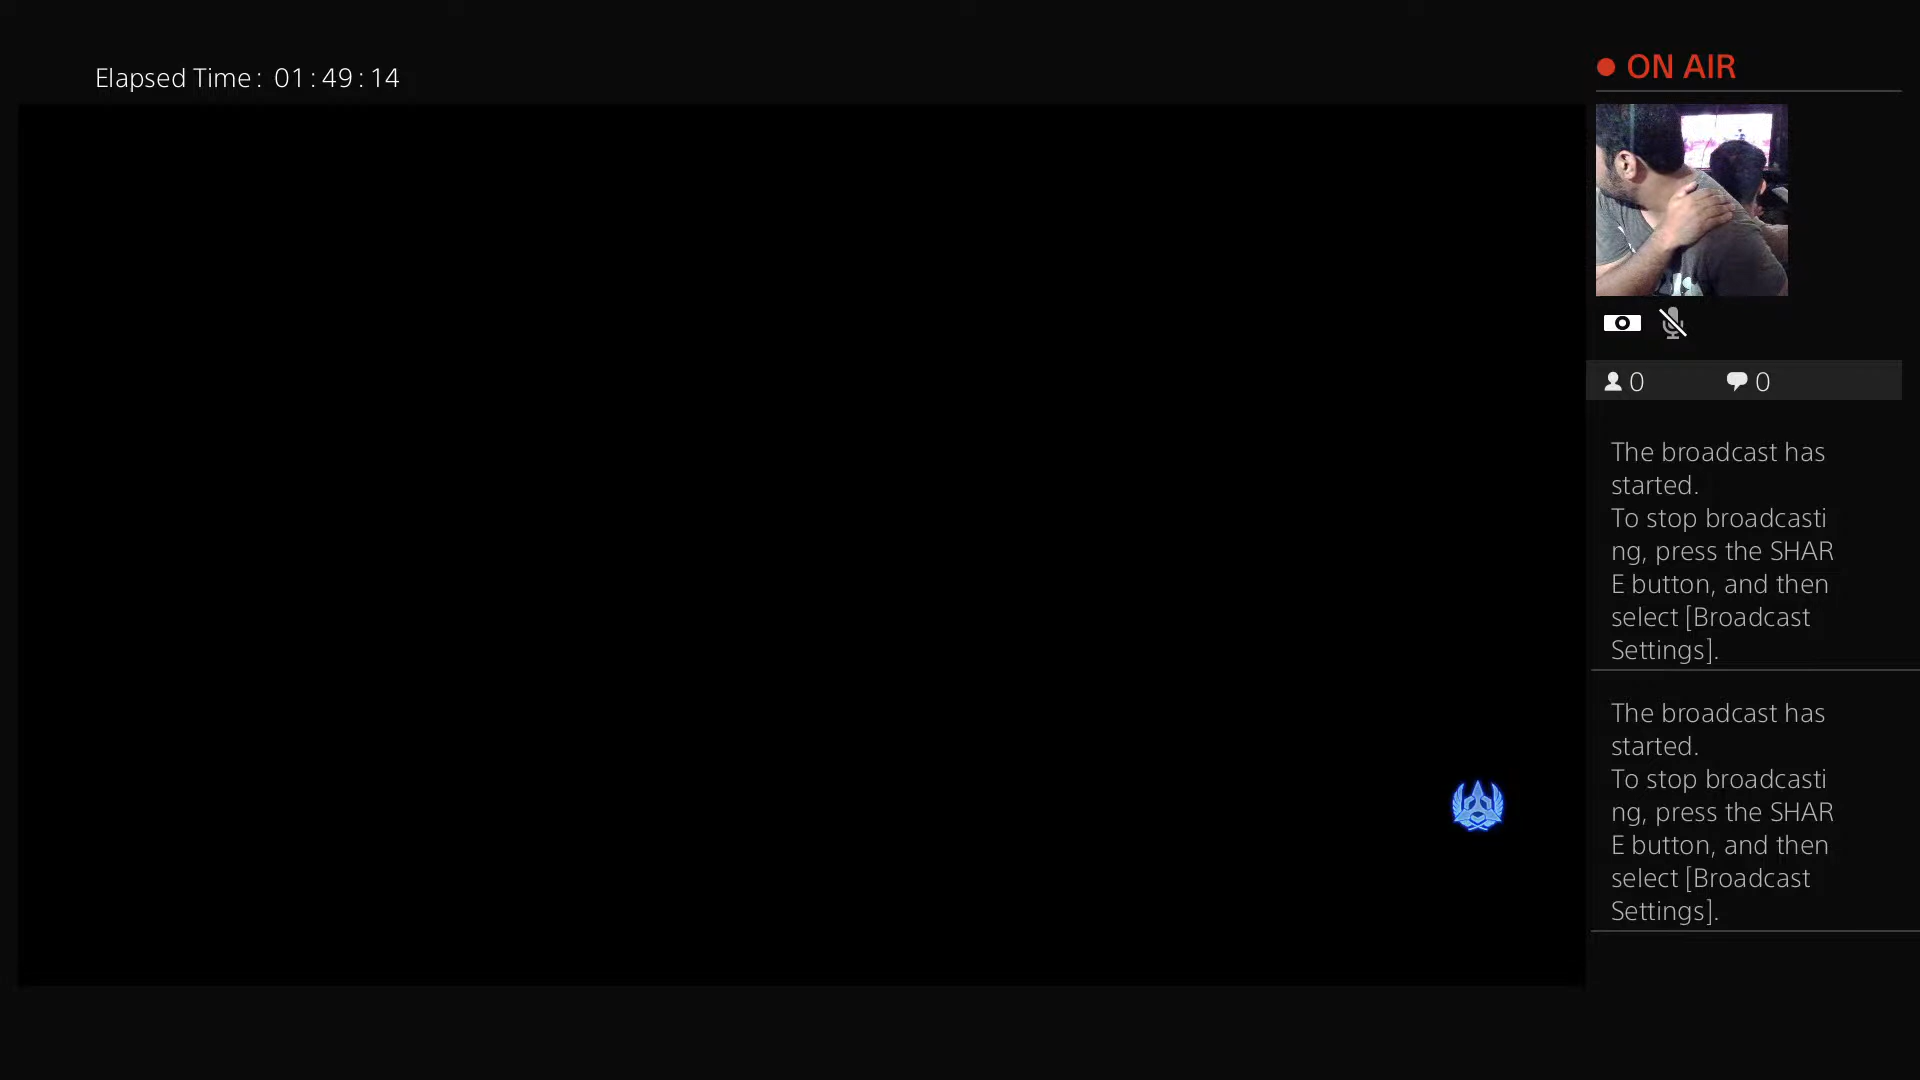 Elapsed Time: 01:49:14
ON AIR
0
0
The broadcast has
started.
To stop broadcasti
ng, press the SHAR
E button, and then
select [Broadcast
Settings].
The broadcast has
started.
To stop broadcasti
ng, press the SHAR
E button, and then
select [Broadcast
Settings].